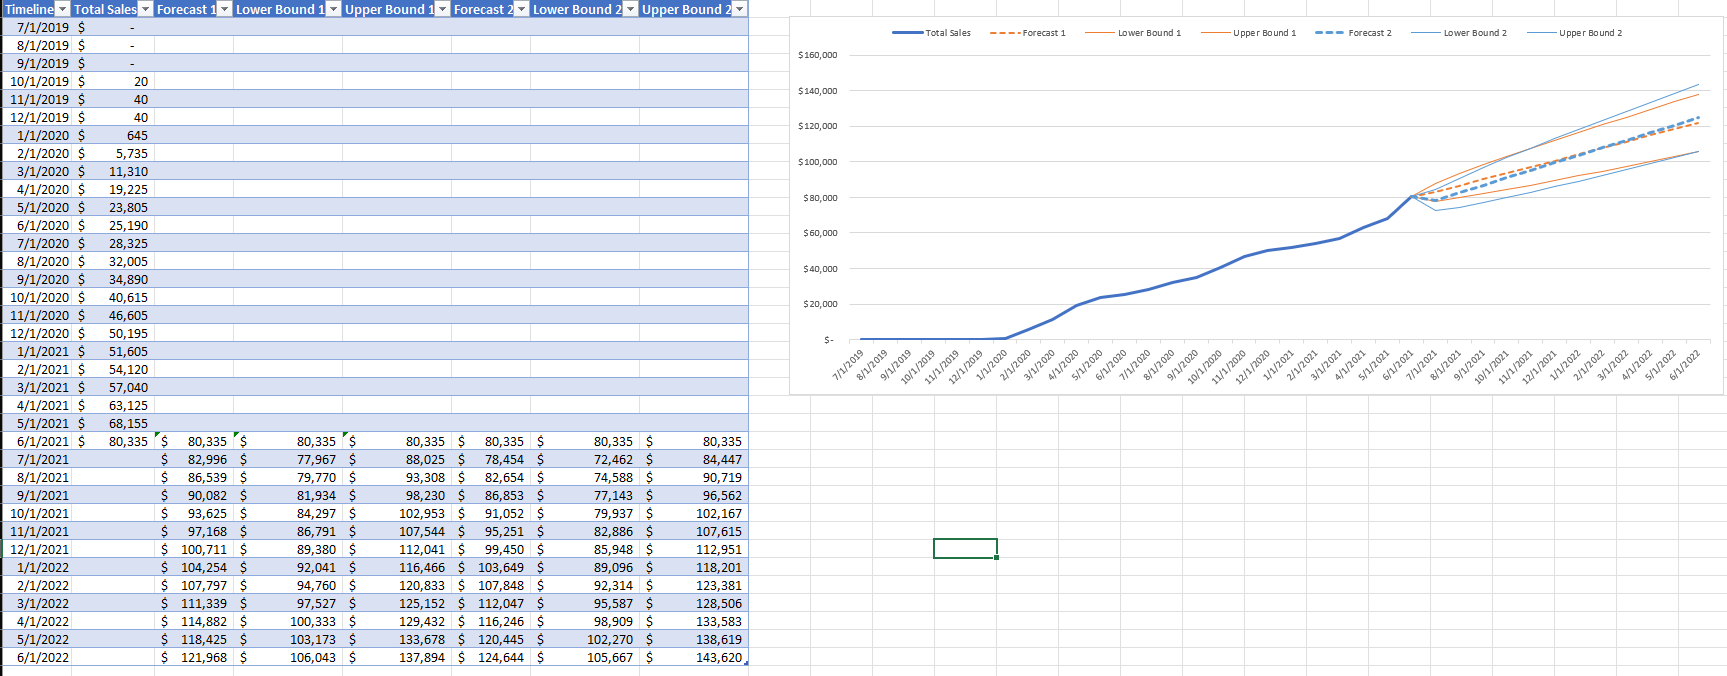 Timeline Total Sales Forecast 1 Lower Bound 1 Upper Bound 1 Forecast 2 Lower Bound 2 Upper Bound 2
7/1/2019 $ -
8/1/2019 $ -
9/1/2019 $ -
10/1/2019 $ 20
11/1/2019 $ 40
12/1/2019 $ 40
1/1/2020 $ 645
2/1/2020 $ 5,735
3/1/2020 $ 11,310
4/1/2020 $ 19,225
5/1/2020 $ 23,805
6/1/2020 $ 25,190
7/1/2020 $ 28,325
8/1/2020 $ 32,005
9/1/2020 $ 34,890
10/1/2020 $ 40,615
11/1/2020 $ 46,605
12/1/2020 $ 50,195
1/1/2021 $ 51,605
2/1/2021 $ 54,120
3/1/2021 $ 57,040
4/1/2021 $ 63,125
5/1/2021 $ 68,155
6/1/2021 $ 80,335 $ 80,335 $ 80,335 $ 80,335 $ 80,335 $ 80,335 $ 80,335
7/1/2021 $ 82,996 $ 77,967 $ 88,025 $ 78,454 $ 72,462 $ 84,447
8/1/2021 $ 86,539 $ 79,770 $ 93,308 $ 82,654 $ 74,588 $ 90,719
9/1/2021 $ 90,082 $ 81,934 $ 98,230 $ 86,853 $ 77,143 $ 96,562
10/1/2021 $ 93,625 $ 84,297 $ 102,953 $ 91,052 $ 79,937 $ 102,167
11/1/2021 $ 97,168 $ 86,791 $ 107,544 $ 95,251 $ 82,886 $ 107,615
12/1/2021 $ 100,711 $ 89,380 $ 112,041 $ 99,450 $ 85,948 $ 112,951
1/1/2022 $ 104,254 $ 92,041 $ 116,466 $ 103,649 $ 89,096 $ 118,201
2/1/2022 $ 107,797 $ 94,760 $ 120,833 $ 107,848 $ 92,314 $ 123,381
3/1/2022 $ 111,339 $ 97,527 $ 125,152 $ 112,047 $ 95,587 $ 128,506
4/1/2022 $ 114,882 $ 100,333 $ 129,432 $ 116,246 $ 98,909 $ 133,583
5/1/2022 $ 118,425 $ 103,173 $ 133,678 $ 120,445 $ 102,270 $ 138,619
6/1/2022 $ 121,968 $ 106,043 $ 137,894 $ 124,644 $ 105,667 $ 143,620
Total Sales Forecast 1 Lower Bound 1 Upper Bound 1 Forecast 2 Lower Bound 2 Upper Bound 2
$160,000
$140,000
$120,000
$100,000
$80,000
$60,000
$40,000
$20,000
$-
7/1/2019 8/1/2019 9/1/2019 10/1/2019 11/1/2019 12/1/2019 1/1/2020 2/1/2020 3/1/2020 4/1/2020 5/1/2020 6/1/2020 7/1/2020 8/1/2020 9/1/2020 10/1/2020 11/1/2020 12/1/2020 1/1/2021 2/1/2021 3/1/2021 4/1/2021 5/1/2021 6/1/2021 7/1/2021 8/1/2021 9/1/2021 10/1/2021 11/1/2021 12/1/2021 1/1/2022 2/1/2022 3/1/2022 4/1/2022 5/1/2022 6/1/2022